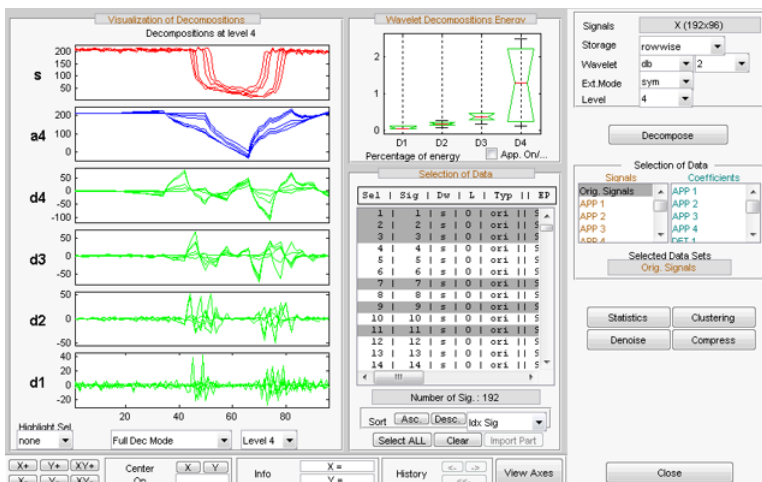 Visualization of Decompositions
Decompositions at level 4
s
200
150
100
50
a4
200
100
0
d4
50
0
-50
-100
d3
50
0
-50
d2
50
0
-50
d1
40
20
0
-20
20 40 60 80
Highlight Sel.
none Full Dec Mode Level 4
Wavelet Decompositions Energy
2
1
0
D1 D2 D3 D4
Percentage of energy App. On/...
Selection of Data
Sel | Sig | Dw | L | Typ || EP
1 | 1 | s | 0 | ori || S
2 | 2 | s | 0 | ori || S
3 | 3 | s | 0 | ori || S
4 | 4 | s | 0 | ori || S
5 | 5 | s | 0 | ori || S
6 | 6 | s | 0 | ori || S
7 | 7 | s | 0 | ori || S
8 | 8 | s | 0 | ori || S
9 | 9 | s | 0 | ori || S
10 | 10 | s | 0 | ori || S
11 | 11 | s | 0 | ori || S
12 | 12 | s | 0 | ori || S
13 | 13 | s | 0 | ori || S
14 | 14 | s | 0 | ori || S
Number of Sig. : 192
Sort Asc. Desc. Idx Sig
Select ALL Clear Import Part
Signals X (192x96)
Storage rowwise
Wavelet db 2
Ext.Mode sym
Level 4
Decompose
Selection of Data
Signals Coefficients
Orig. Signals APP 1
APP 1 APP 2
APP 2 APP 3
APP 3 APP 4
APP 4 DET 1
Selected Data Sets
Orig. Signals
Statistics Clustering
Denoise Compress
X+ Y+ XY+
X- Y- XY-
Center
On
X Y
Info
X =
Y =
History
<- ->
<<-
View Axes
Close